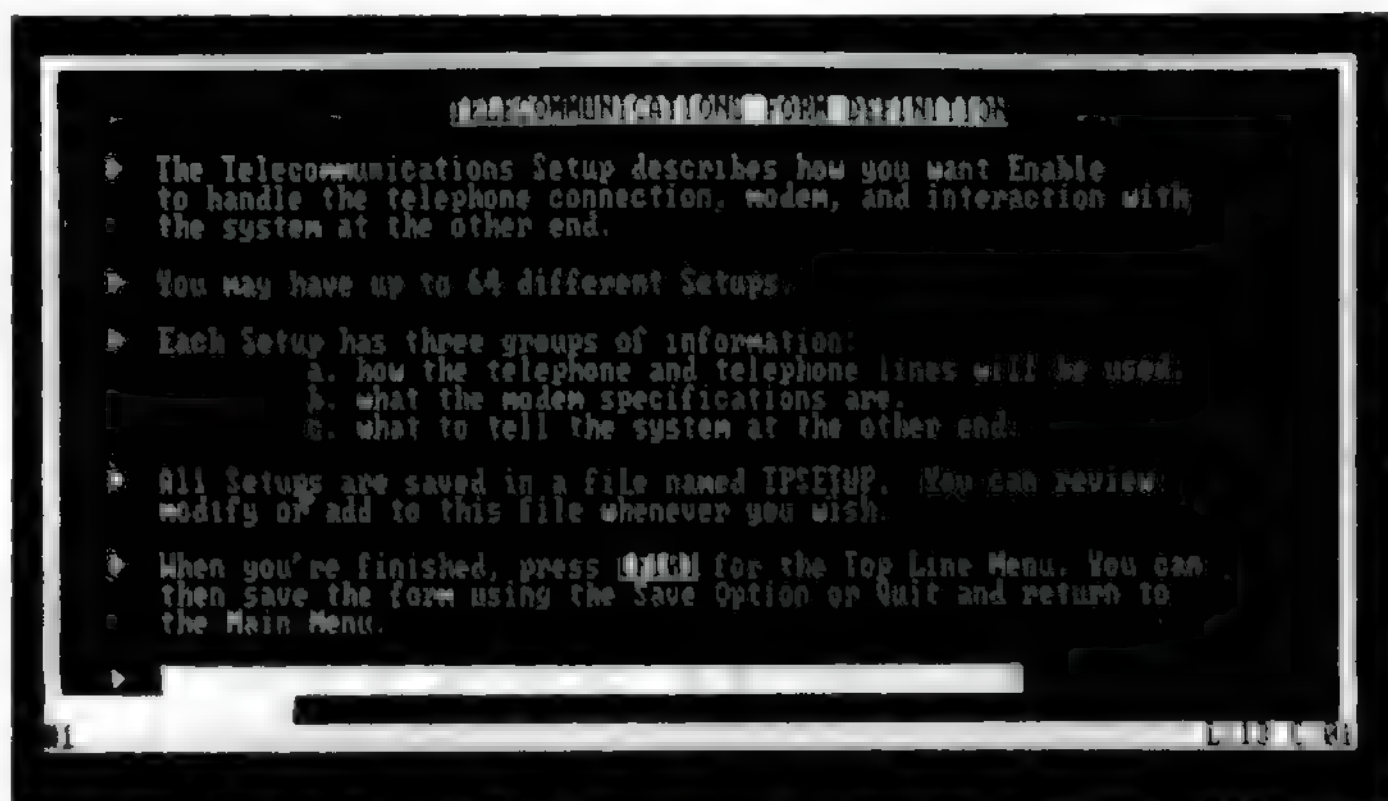 TELECOMMUNICATIONS FORM DEFINITION
The Telecommunications Setup describes how you want Enable
to handle the telephone connection, modem, and interaction with
the system at the other end.
You may have up to 64 different Setups.
Each Setup has three groups of information:
a. how the telephone and telephone lines will be used.
b. what the modem specifications are.
c. what to tell the system at the other end.
All Setups are saved in a file named TPSETUP. You can review
modify or add to this file whenever you wish.
When you're finished, press for the Top Line Menu. You can
then save the form using the Save Option or Quit and return to
the Main Menu.